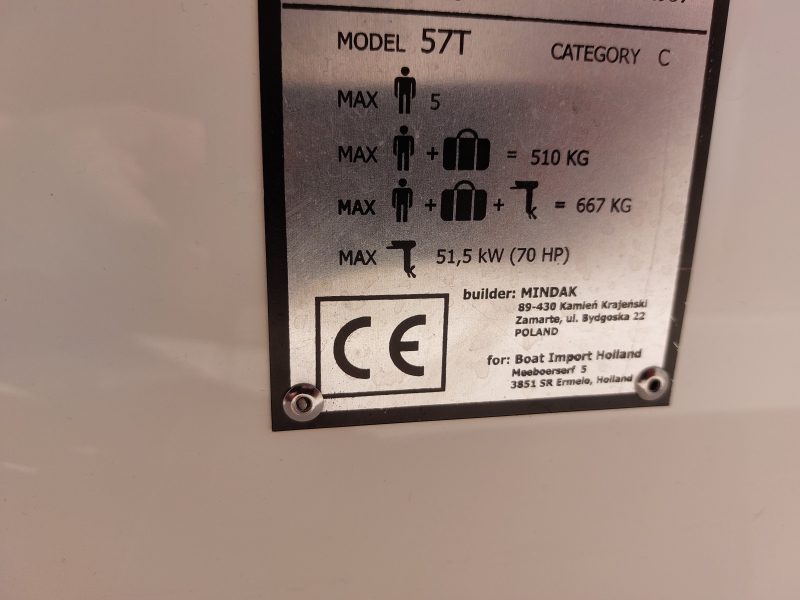 MODEL 57T
CATEGORY C
MAX 5
MAX + = 510 KG
MAX + + = 667 KG
MAX 51,5 kW (70 HP)
builder: MINDAK
89-430 Kamień Krajeński
Zamarte, ul. Bydgoska 22
POLAND
CE
for: Boat Import Holland
Meeboerserf 5
3851 SR Ermelo, Holland